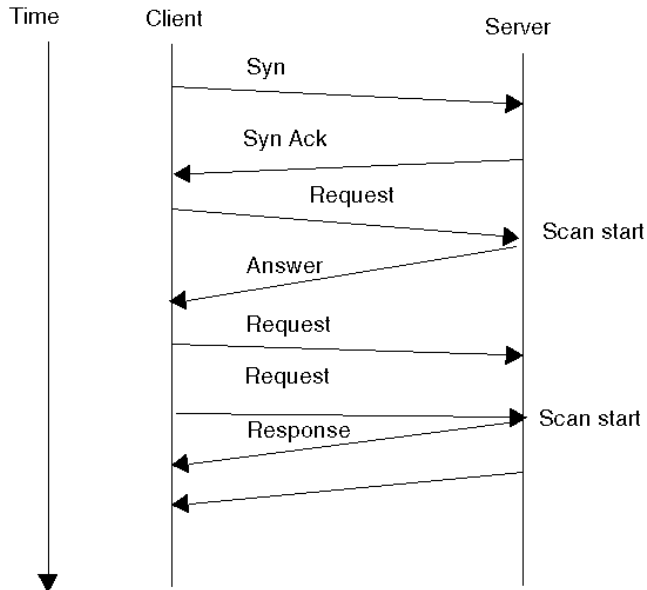 Time
Client
Server
Syn
Syn Ack
Request
Scan start
Answer
Request
Request
Scan start
Response